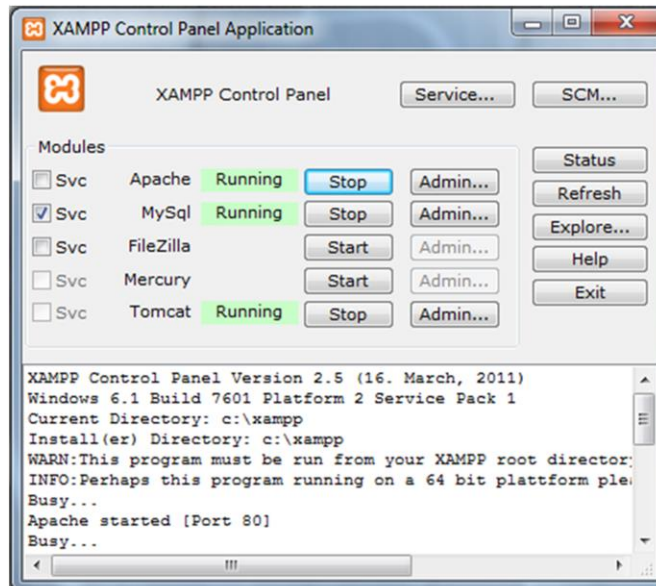 XAMPP Control Panel Application
XAMPP Control Panel Service... SCM...
Modules
Svc Apache Running Stop Admin...
Svc MySql Running Stop Admin...
Svc FileZilla Start Admin...
Svc Mercury Start Admin...
Svc Tomcat Running Stop Admin...
Status
Refresh
Explore...
Help
Exit
XAMPP Control Panel Version 2.5 (16. March, 2011)
Windows 6.1 Build 7601 Platform 2 Service Pack 1
Current Directory: c:\xampp
Install(er) Directory: c:\xampp
WARN:This program must be run from your XAMPP root directory
INFO:Perhaps this program running on a 64 bit plattform plea
Busy...
Apache started [Port 80]
Busy...